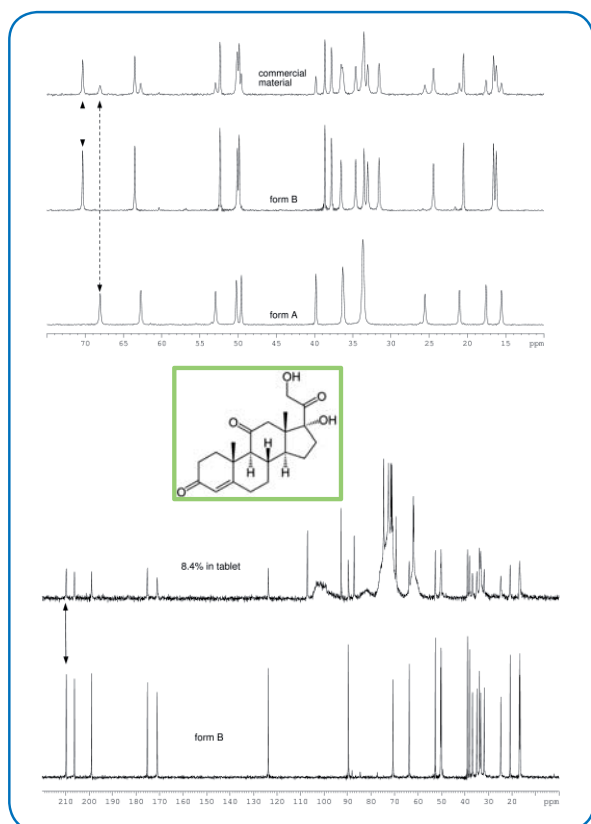 commercial
material
form B
form A
75 70 65 60 55 50 45 40 35 30 25 20 15 ppm
OH
O
O
OH
H
H
H
O
8.4% in tablet
form B
210 200 190 180 170 160 150 140 130 120 110 100 90 80 70 60 50 40 30 20 ppm